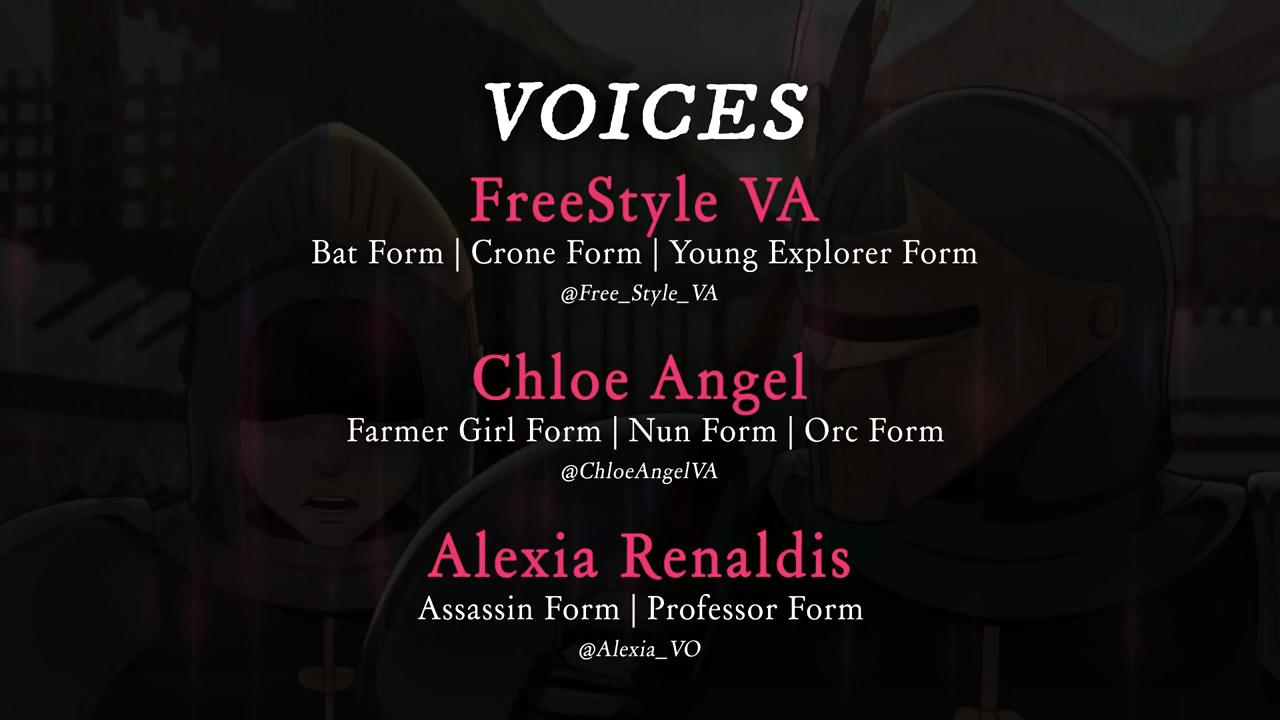 VOICES
FreeStyle VA
Bat Form | Crone Form | Young Explorer Form
@Free_Style_VA
Chloe Angel
Farmer Girl Form | Nun Form | Orc Form
@ChloeAngelVA
Alexia Renaldis
Assassin Form | Professor Form
@Alexia_VO